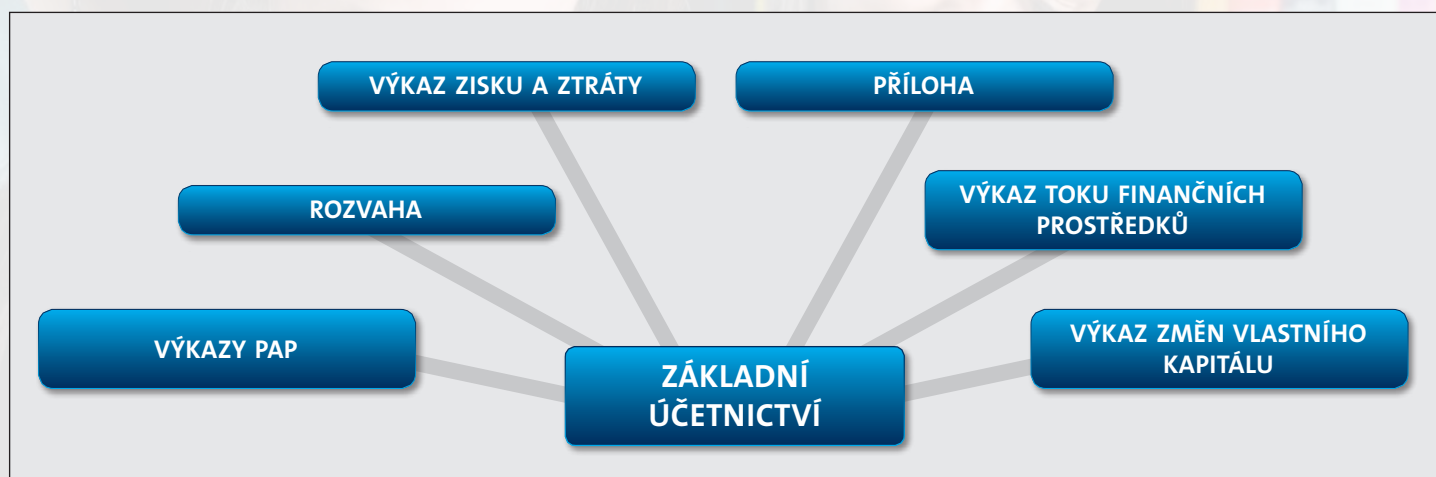 VÝKAZ ZISKU A ZTRÁTY
PŘÍLOHA
ROZVAHA
VÝKAZ TOKU FINANČNÍCH
PROSTŘEDKŮ
VÝKAZY PAP
ZÁKLADNÍ
ÚČETNICTVÍ
VÝKAZ ZMĚN VLASTNÍHO
KAPITÁLU